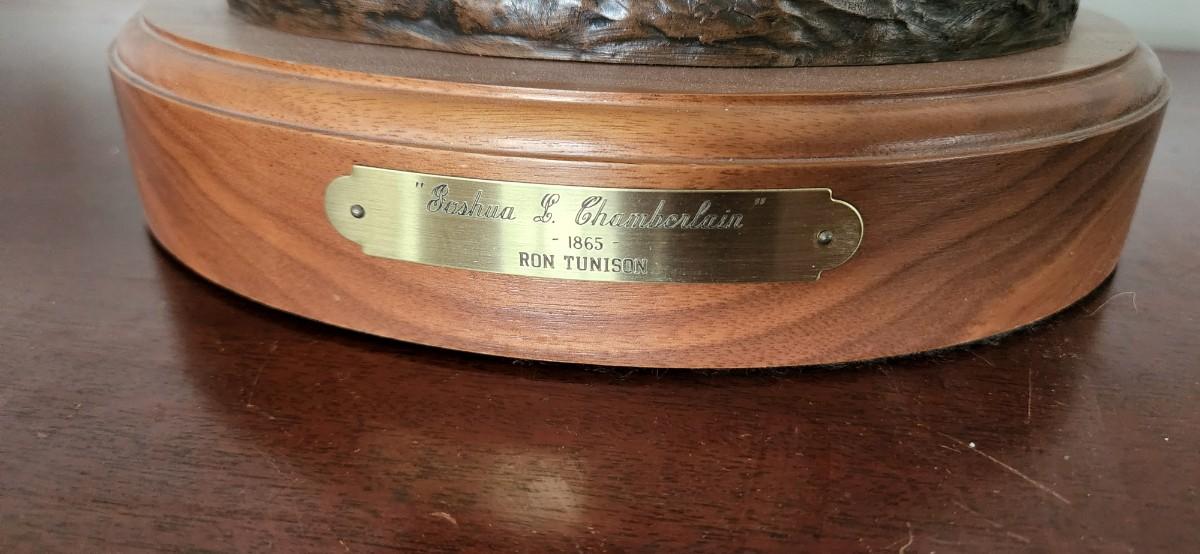 "Joshua L. Chamberlain"
- 1865 -
RON TUNISON